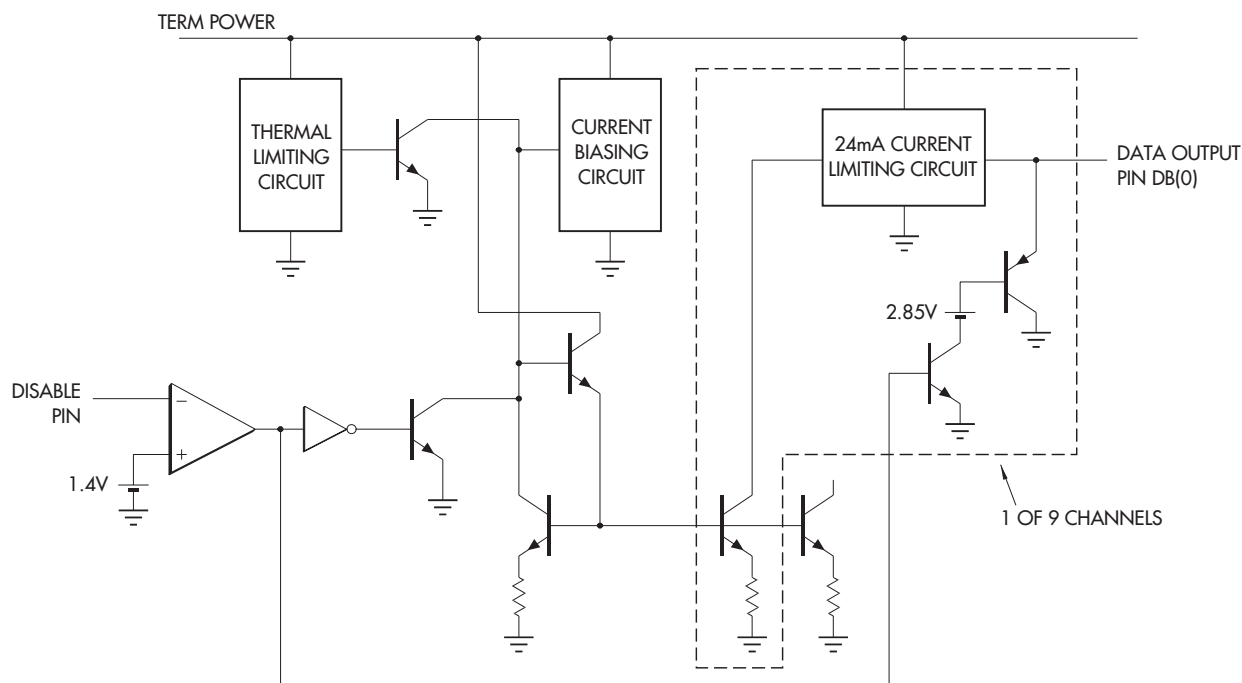 TERM POWER
THERMAL
LIMITING
CIRCUIT
CURRENT
BIASING
CIRCUIT
24mA CURRENT
LIMITING CIRCUIT
DATA OUTPUT
PIN DB(0)
2.85V
DISABLE
PIN
−
+
1.4V
1 OF 9 CHANNELS